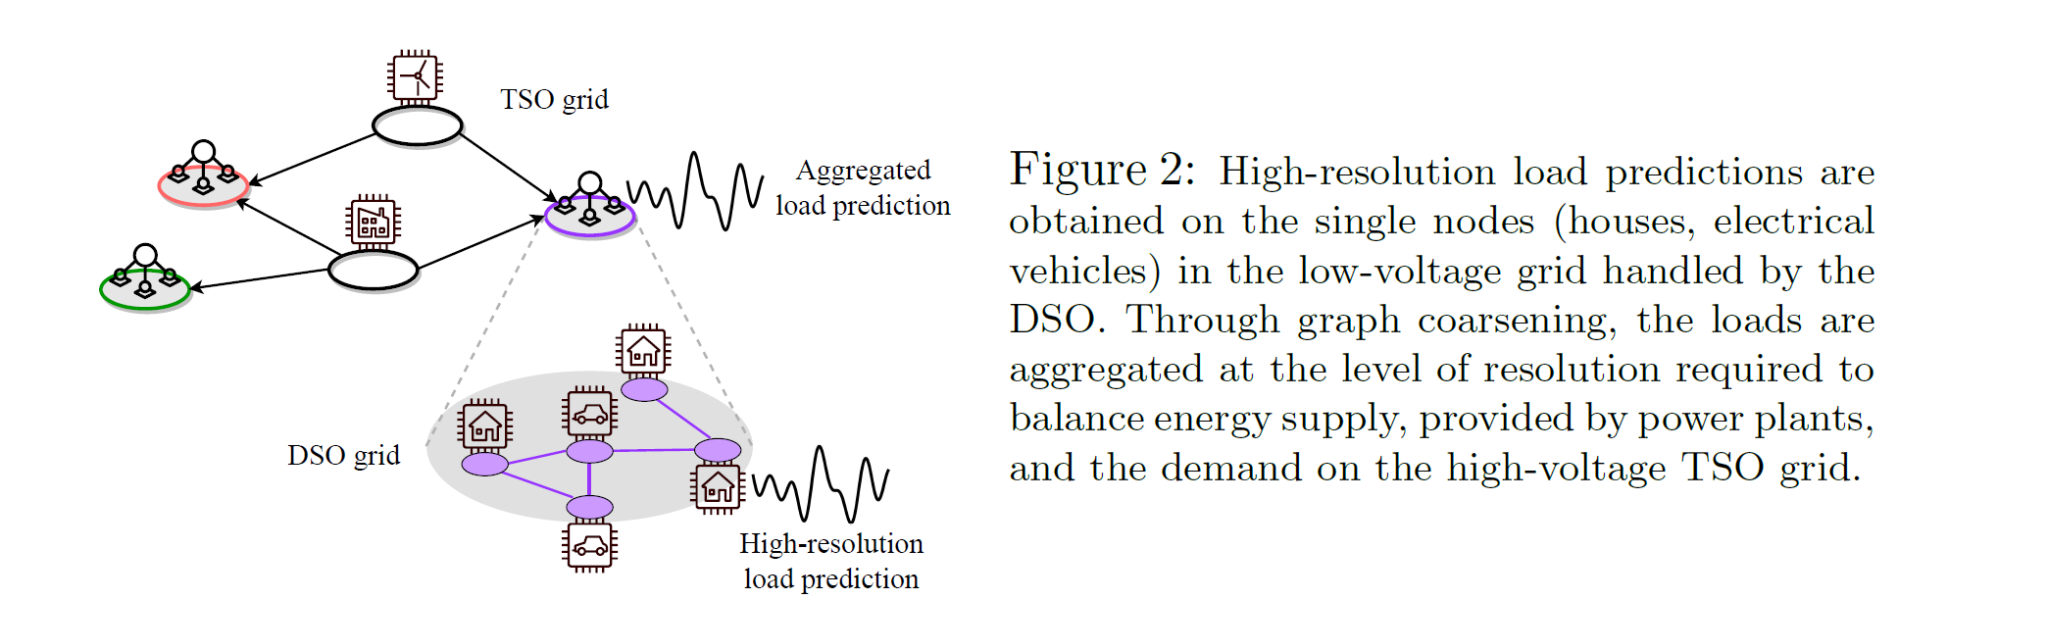 TSO grid
Aggregated
load prediction
DSO grid
High-resolution
load prediction
Figure 2: High-resolution load predictions are
obtained on the single nodes (houses, electrical
vehicles) in the low-voltage grid handled by the
DSO. Through graph coarsening, the loads are
aggregated at the level of resolution required to
balance energy supply, provided by power plants,
and the demand on the high-voltage TSO grid.